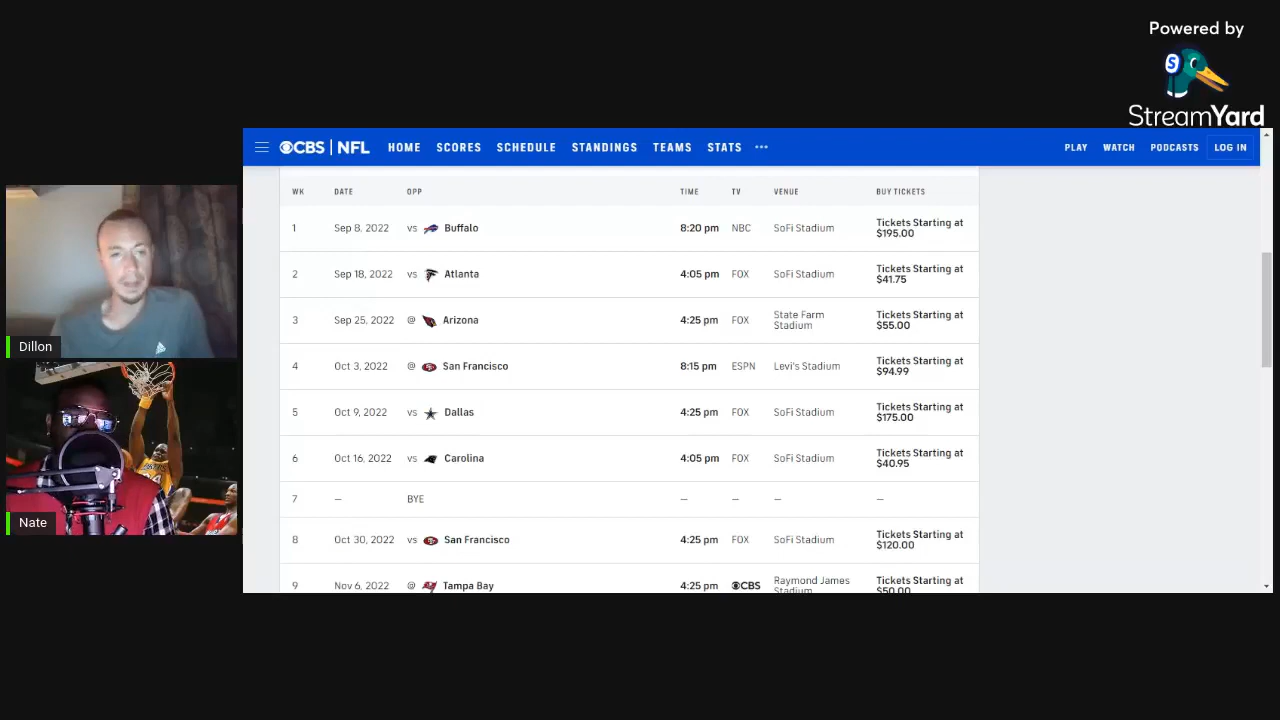 Powered by
S
StreamYard
CBS | NFL HOME SCORES SCHEDULE STANDINGS TEAMS STATS ••• PLAY WATCH PODCASTS LOG IN
WK DATE OPP TIME TV VENUE BUY TICKETS
1 Sep 8, 2022 vs Buffalo 8:20 pm NBC SoFi Stadium Tickets Starting at
$195.00
2 Sep 18, 2022 vs Atlanta 4:05 pm FOX SoFi Stadium Tickets Starting at
$41.75
3 Sep 25, 2022 @ Arizona 4:25 pm FOX State Farm Tickets Starting at
Stadium $55.00
4 Oct 3, 2022 @ San Francisco 8:15 pm ESPN Levi's Stadium Tickets Starting at
$94.99
5 Oct 9, 2022 vs Dallas 4:25 pm FOX SoFi Stadium Tickets Starting at
$175.00
6 Oct 16, 2022 vs Carolina 4:05 pm FOX SoFi Stadium Tickets Starting at
$40.95
7 — BYE — — — —
8 Oct 30, 2022 vs San Francisco 4:25 pm FOX SoFi Stadium Tickets Starting at
$120.00
9 Nov 6, 2022 @ Tampa Bay 4:25 pm CBS Raymond James Tickets Starting at
Stadium $50.00
Dillon
Nate